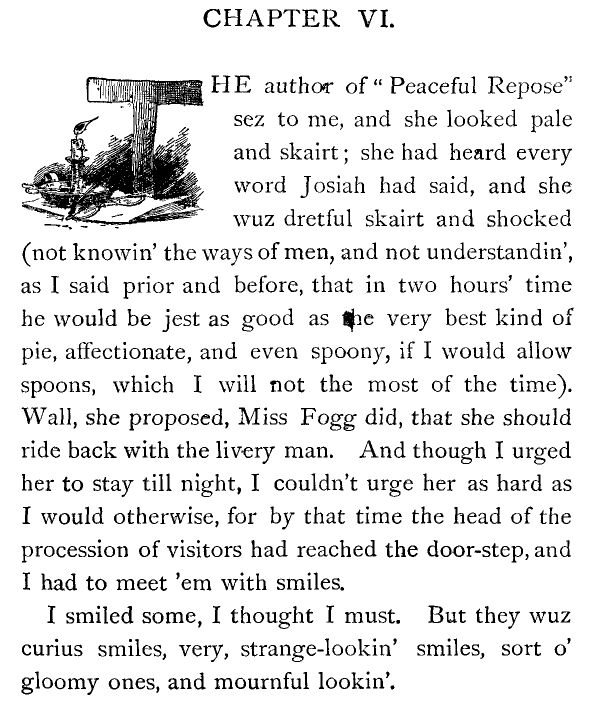 CHAPTER VI.
THE author of “Peaceful Repose”
sez to me, and she looked pale
and skairt; she had heard every
word Josiah had said, and she
wuz dretful skairt and shocked
(not knowin’ the ways of men, and not understandin’,
as I said prior and before, that in two hours’ time
he would be jest as good as the very best kind of
pie, affectionate, and even spoony, if I would allow
spoons, which I will not the most of the time).
Wall, she proposed, Miss Fogg did, that she should
ride back with the livery man. And though I urged
her to stay till night, I couldn’t urge her as hard as
I would otherwise, for by that time the head of the
procession of visitors had reached the door-step, and
I had to meet ’em with smiles.
I smiled some, I thought I must. But they wuz
curius smiles, very, strange-lookin’ smiles, sort o’
gloomy ones, and mournful lookin’.